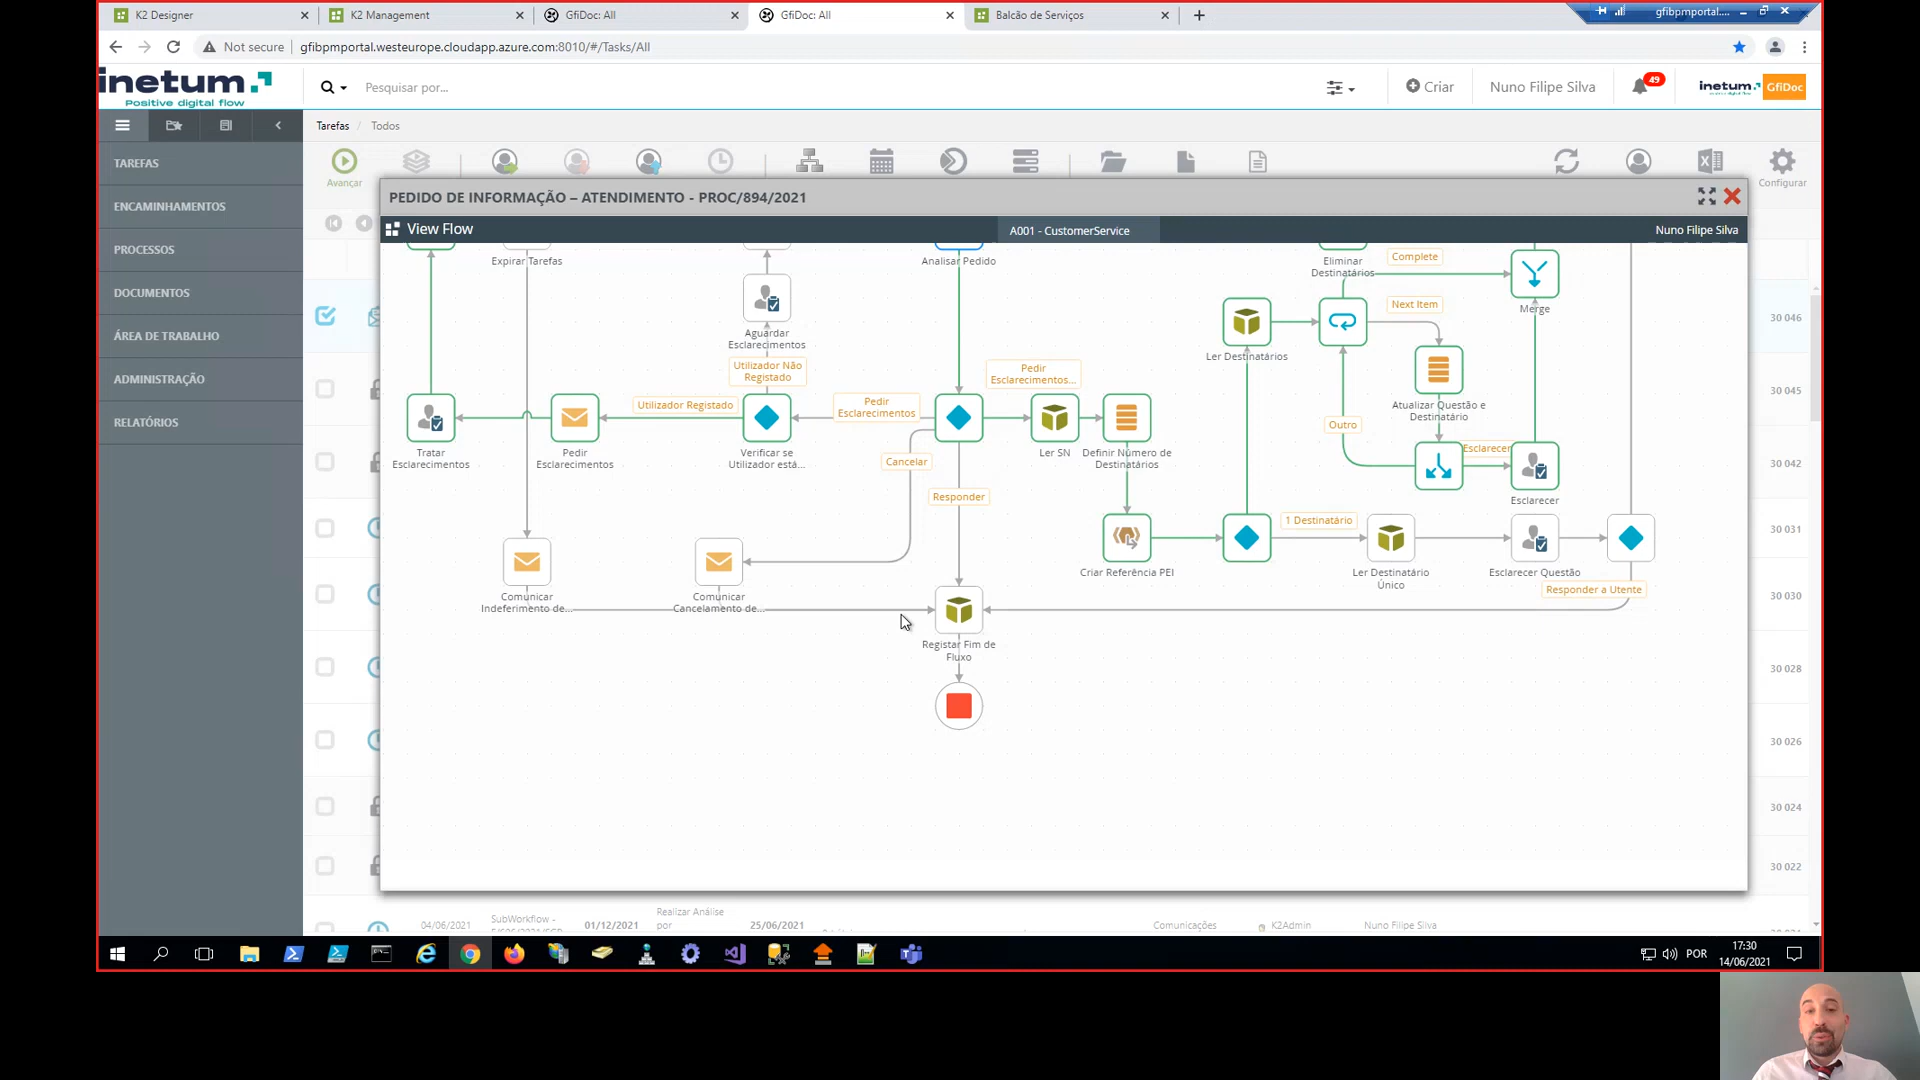 K2 Designer
K2 Management
GfiDoc: All
GfiDoc: All
Balcão de Serviços
gfibpmportal....
Not secure
gfibpmportal.westeurope.cloudapp.azure.com:8010/#/Tasks/All
inetum
Positive digital flow
Pesquisar por...
Criar
Nuno Filipe Silva
49
inetum
GfiDoc
Tarefas / Todos
TAREFAS
ENCAMINHAMENTOS
PROCESSOS
DOCUMENTOS
ÁREA DE TRABALHO
ADMINISTRAÇÃO
RELATÓRIOS
Avançar
Configurar
PEDIDO DE INFORMAÇÃO – ATENDIMENTO - PROC/894/2021
View Flow
A001 - CustomerService
Nuno Filipe Silva
Expirar Tarefas
Analisar Pedido
Eliminar
Destinatários
Complete
Next Item
Merge
Aguardar
Esclarecimentos
Ler Destinatários
Utilizador Não
Registado
Pedir
Esclarecimentos...
Atualizar Questão e
Destinatário
Utilizador Registado
Pedir
Esclarecimentos
Outro
Tratar
Esclarecimentos
Pedir
Esclarecimentos
Verificar se
Utilizador está...
Cancelar
Ler SN
Definir Número de
Destinatários
Esclarecer
Esclarecer
Responder
1 Destinatário
Criar Referência PEI
Ler Destinatário
Único
Esclarecer Questão
Responder a Utente
Comunicar
Indeferimento de...
Comunicar
Cancelamento de...
Registar Fim de
Fluxo
30 046
30 045
30 042
30 031
30 030
30 028
30 026
30 024
30 022
04/06/2021
SubWorkflow -
01/12/2021
Realizar Análise
por
25/06/2021
Comunicações
K2Admin
Nuno Filipe Silva
POR
17:30
14/06/2021